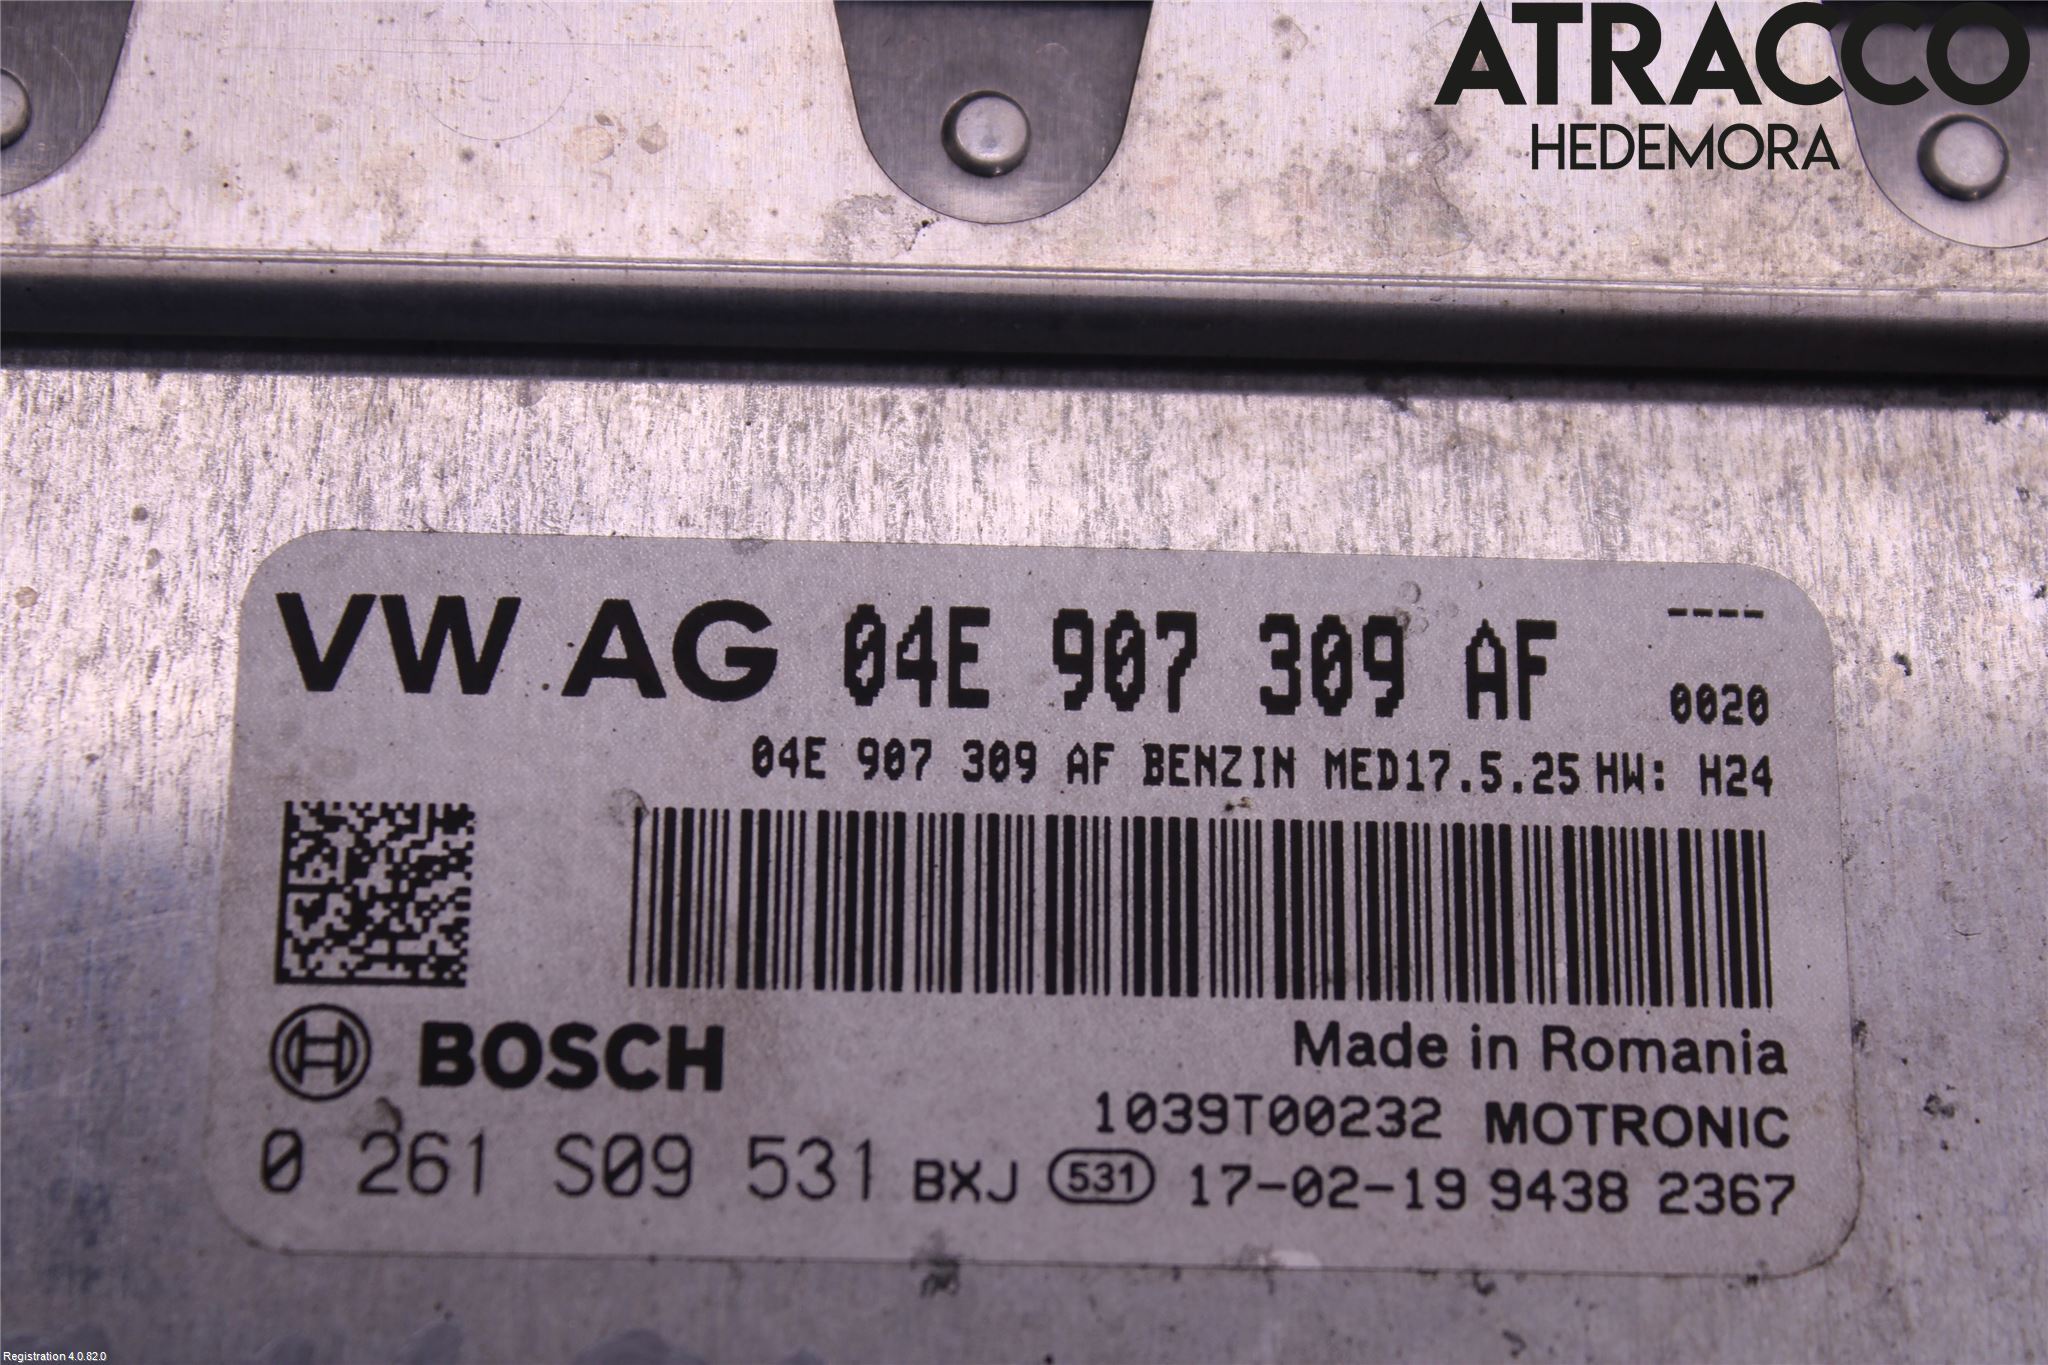 ATRACCO
HEDEMORA
VW AG 04E 907 309 AF ----
0020
04E 907 309 AF BENZIN MED17.5.25 HW: H24
BOSCH
Made in Romania
1039T00232 MOTRONIC
0 261 S09 531 BXJ 531 17-02-19 9438 2367
Registration 4.0.82.0